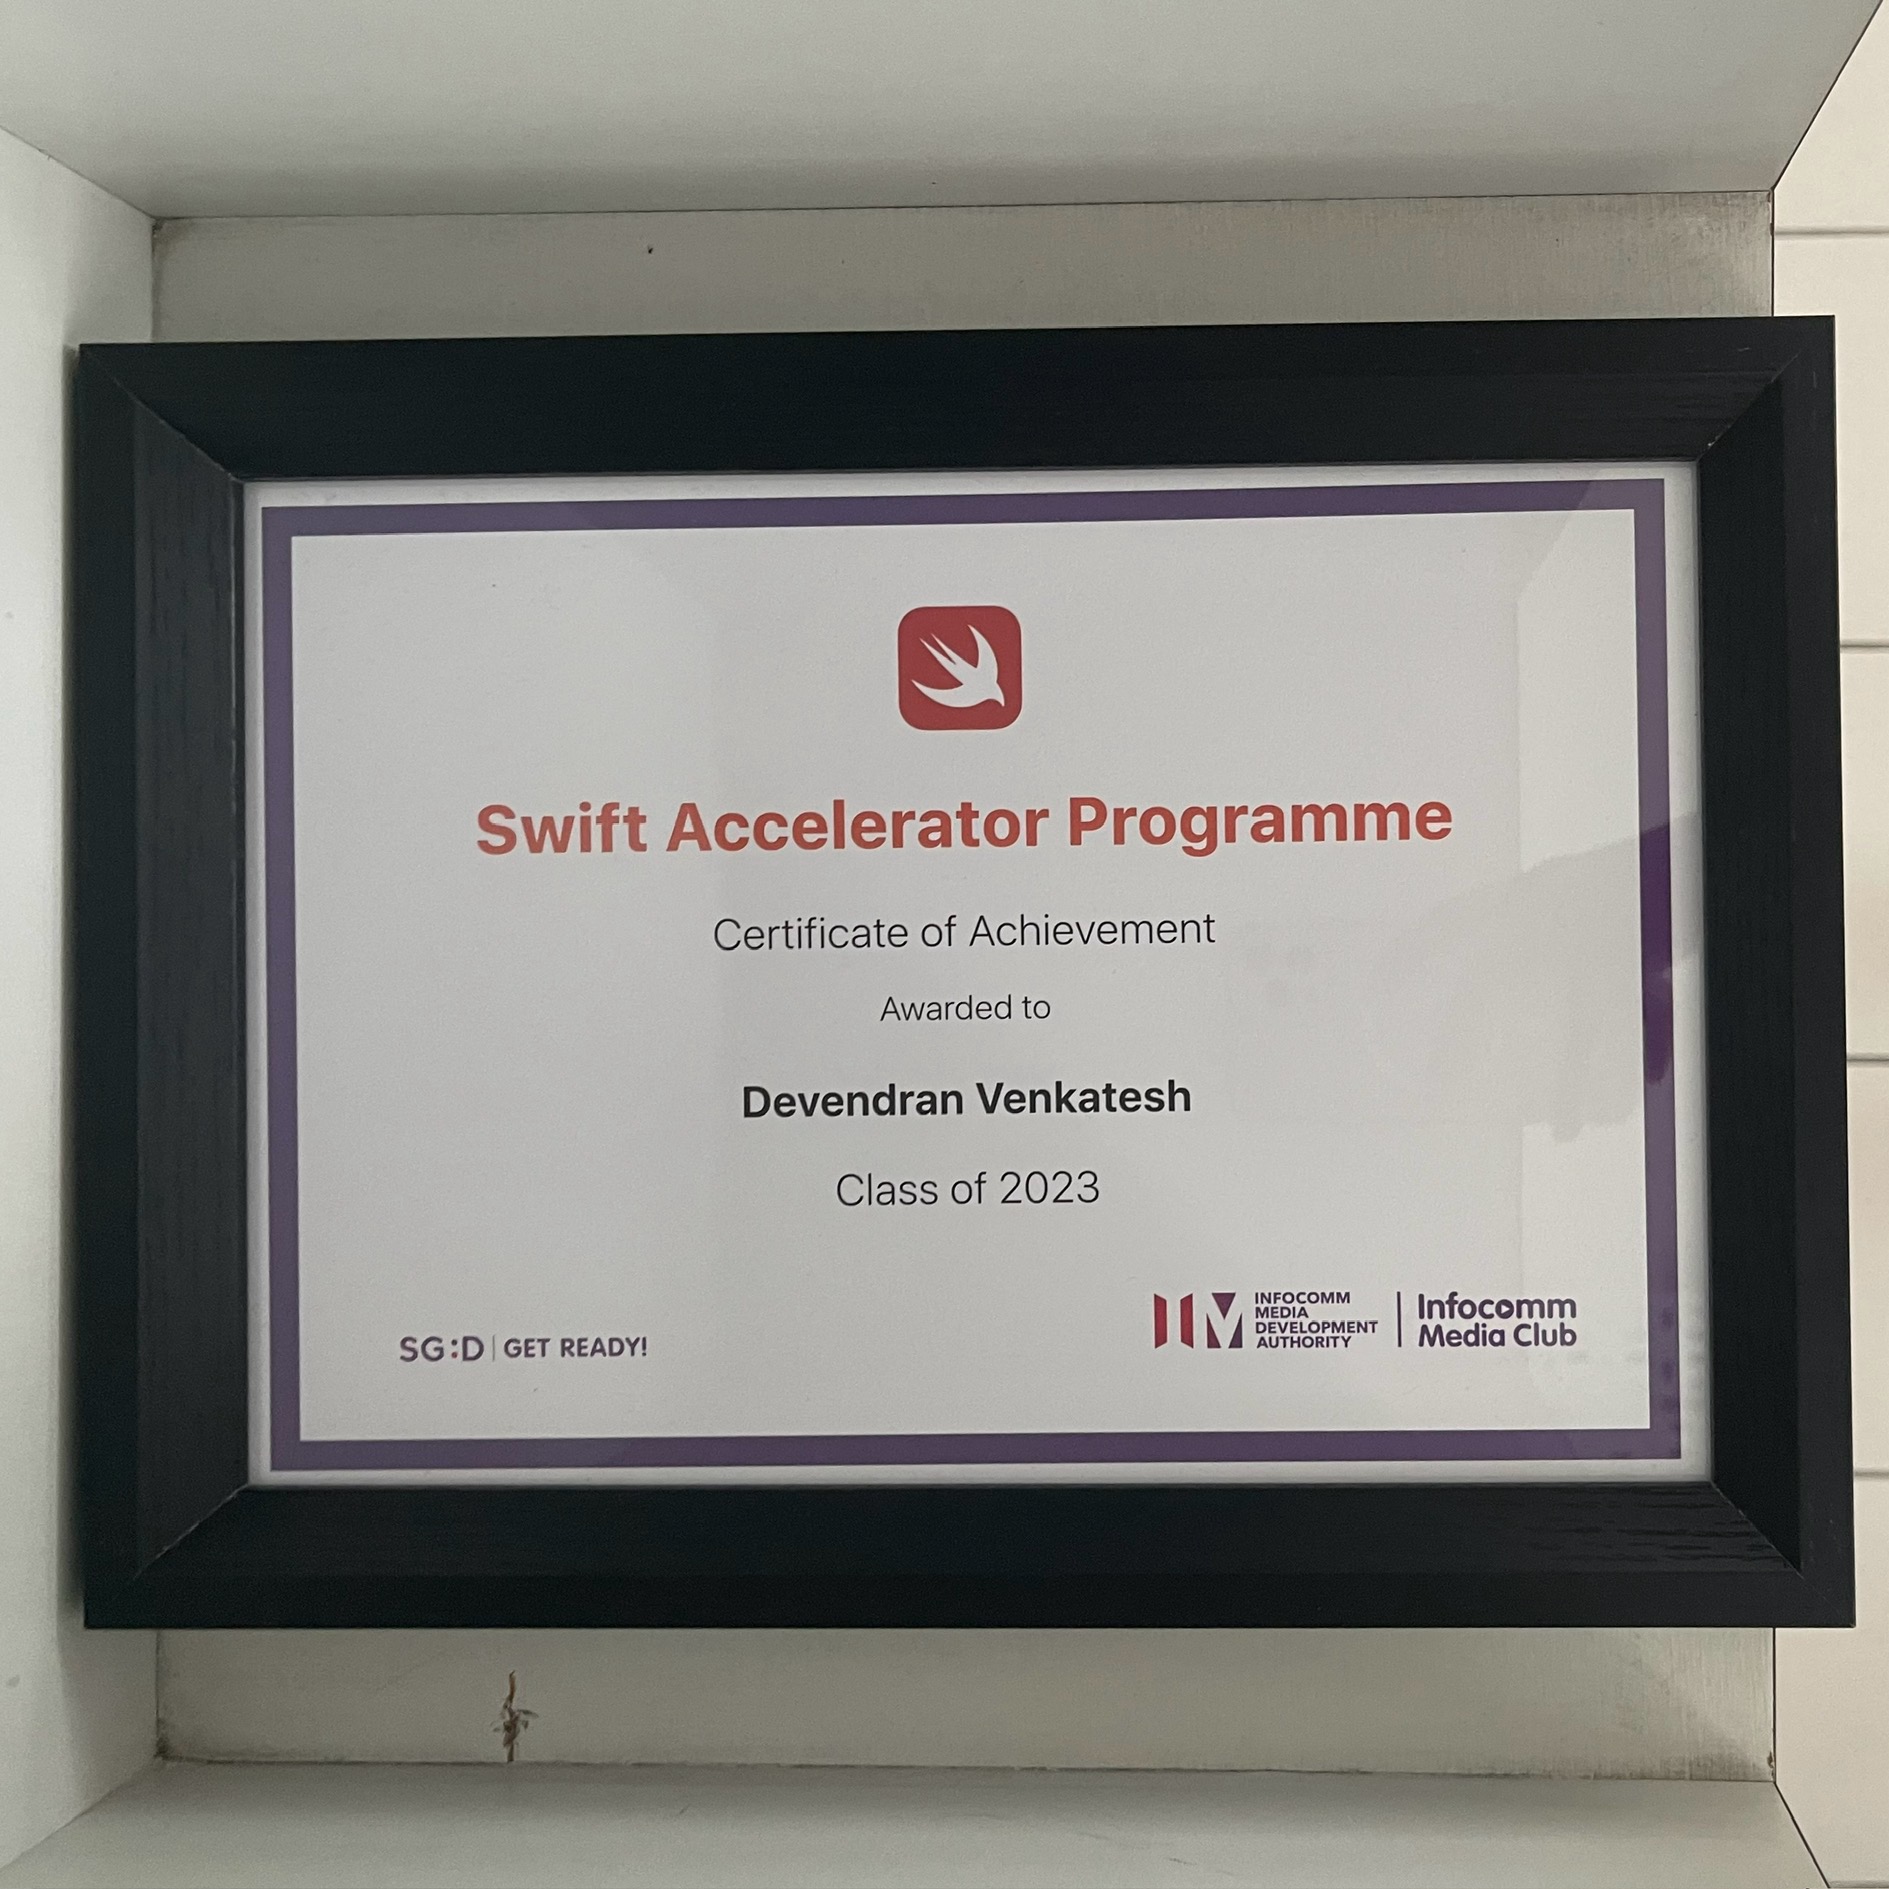 Swift Accelerator Programme
Certificate of Achievement
Awarded to
Devendran Venkatesh
Class of 2023
SG:D | GET READY!
INFOCOMM
MEDIA
DEVELOPMENT
AUTHORITY
Infocomm
Media Club